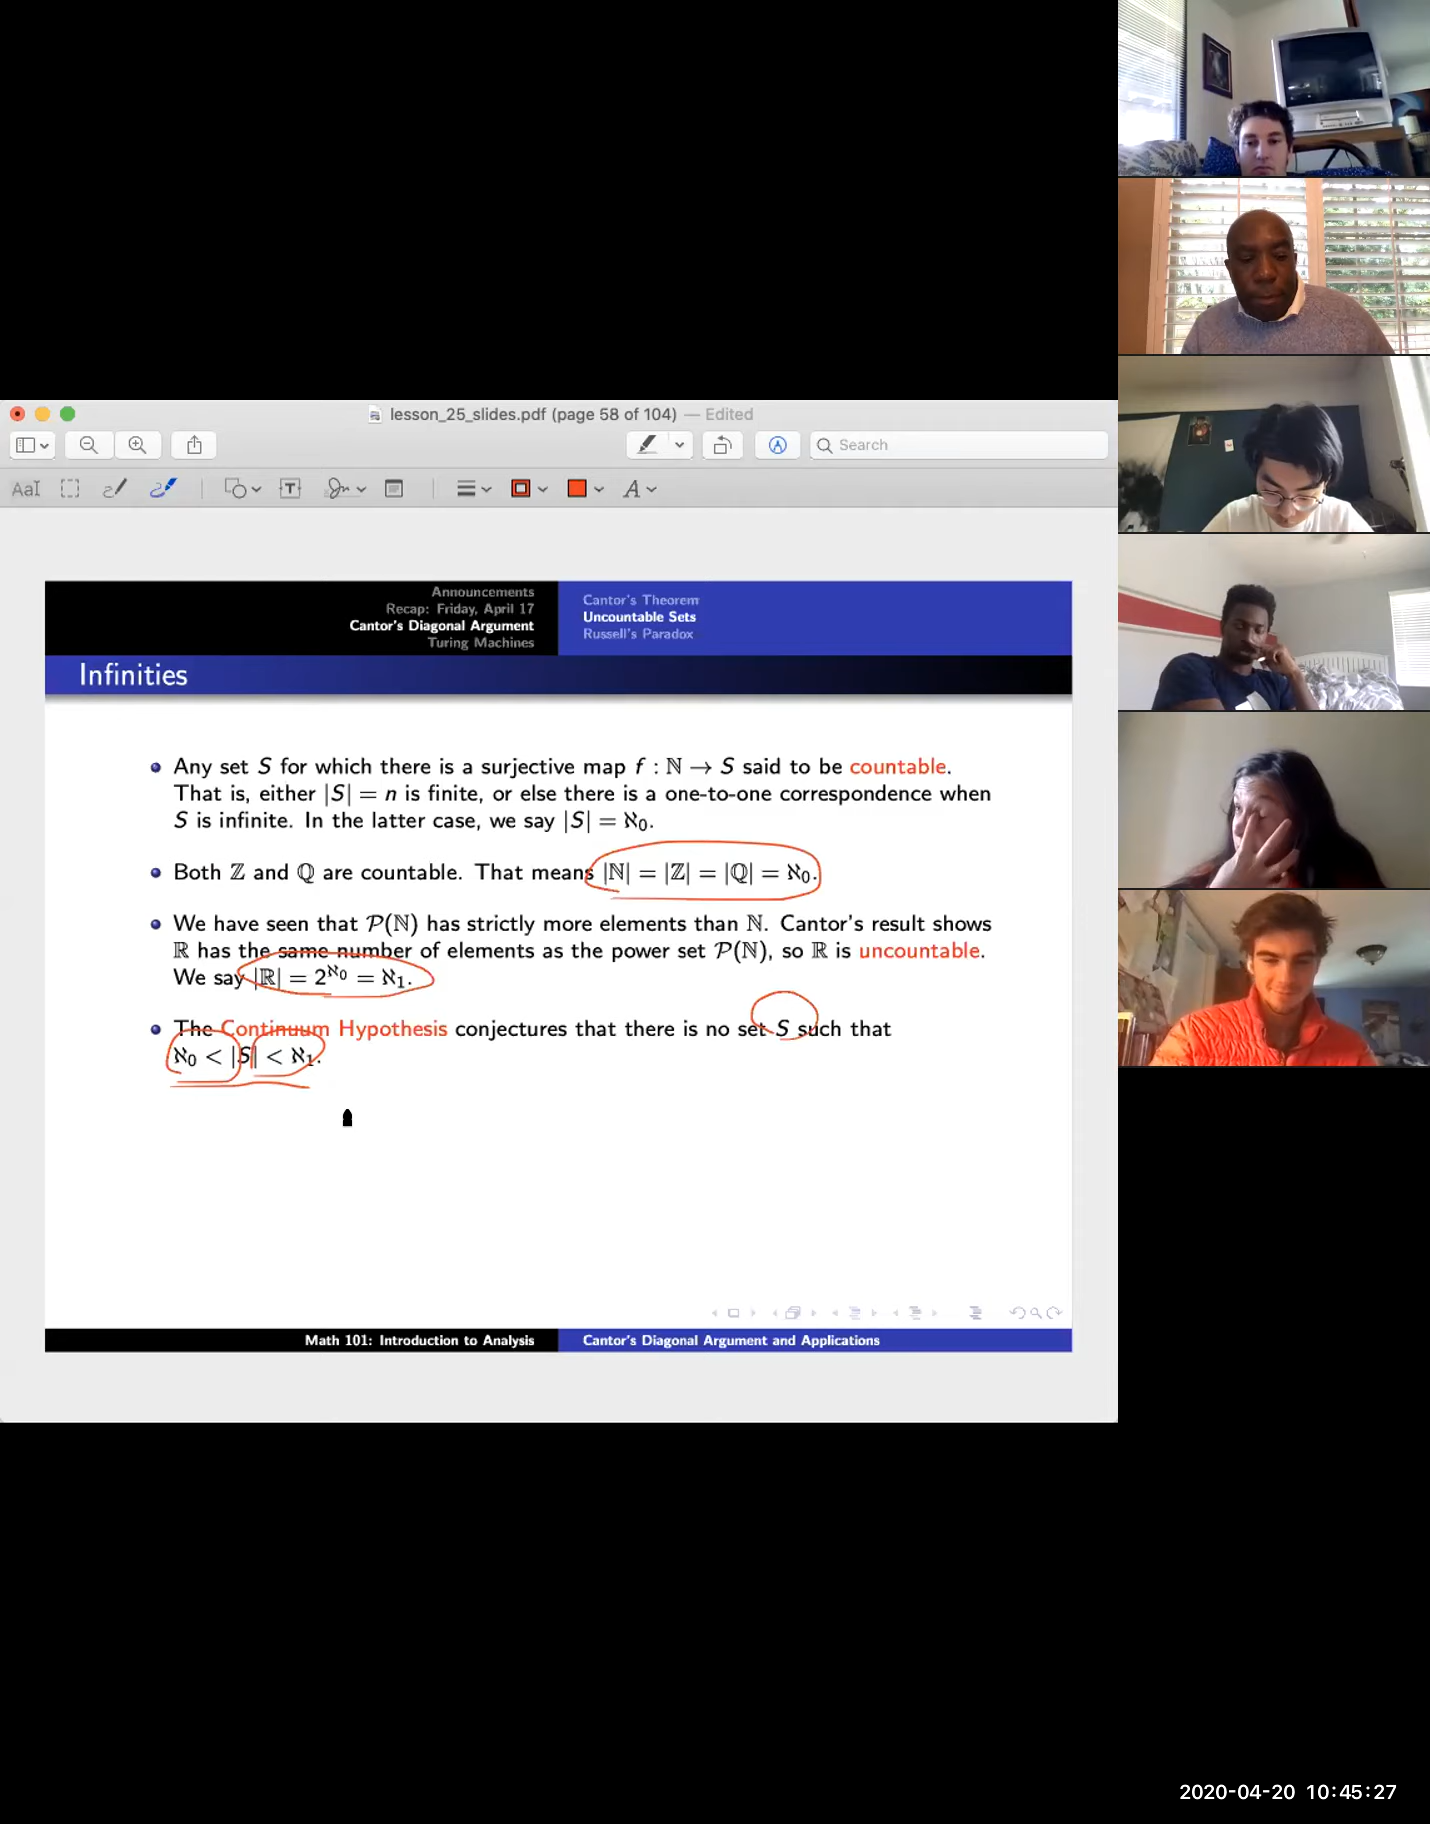 lesson_25_slides.pdf (page 58 of 104) — Edited
Search
AaI
T
A
Announcements
Recap: Friday, April 17
Cantor's Diagonal Argument
Turing Machines
Cantor's Theorem
Uncountable Sets
Russell's Paradox
Infinities
Any set S for which there is a surjective map f : ℕ → S said to be countable.
That is, either |S| = n is finite, or else there is a one-to-one correspondence when
S is infinite. In the latter case, we say |S| = ℵ₀.
Both ℤ and ℚ are countable. That means |ℕ| = |ℤ| = |ℚ| = ℵ₀.
We have seen that 𝒫(ℕ) has strictly more elements than ℕ. Cantor's result shows
ℝ has the same number of elements as the power set 𝒫(ℕ), so ℝ is uncountable.
We say |ℝ| = 2^ℵ₀ = ℵ₁.
The Continuum Hypothesis conjectures that there is no set S such that
ℵ₀ < |S| < ℵ₁.
Math 101: Introduction to Analysis
Cantor's Diagonal Argument and Applications
2020-04-20 10:45:27